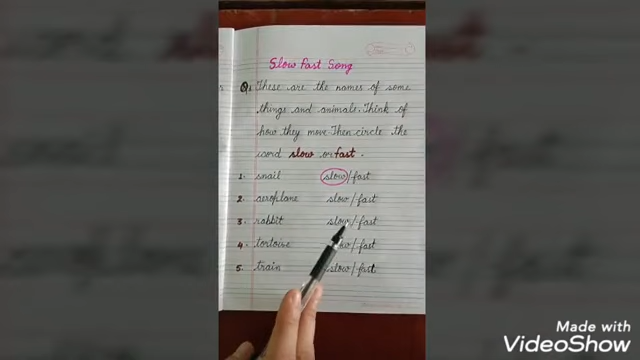 Slow Fast Song
Q: These are the names of some
things and animals. Think of
how they move. Then circle the
word slow or fast.
1. snail slow/fast
2. aeroplane slow/fast
3. rabbit slow/fast
4. tortoise slow/fast
5. train slow/fast
Made with
VideoShow